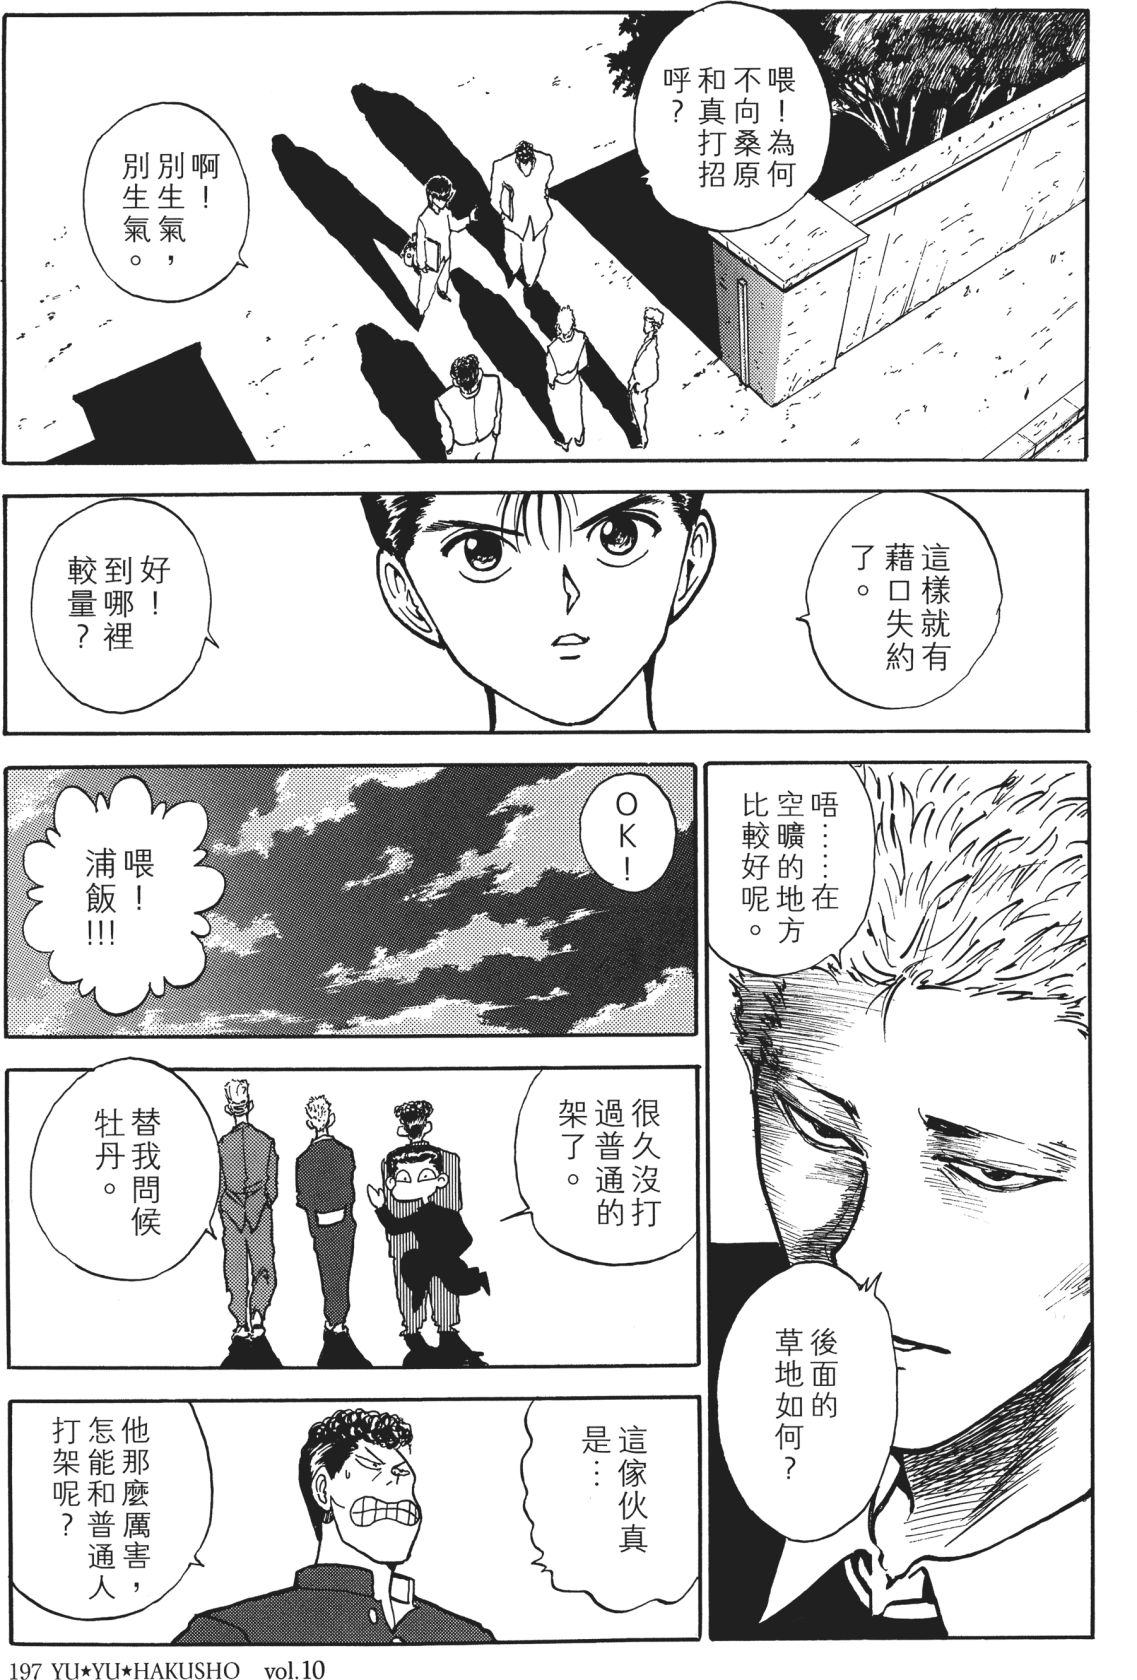 喂！為何
不向桑原
和真打招
呼？
啊！
別生氣，
別生氣。
這樣就有
藉口失約
了。
好！
到哪裡
較量？
唔……在
空曠的地方
比較好呢。
後面的
草地如何？
OK！
喂！
浦飯!!!
很久沒打
過普通的
架了。
替我問候
牡丹。
這傢伙真
是…
他那麼厲害，
怎能和普通人
打架呢？
197 YU★YU★HAKUSHO vol.10